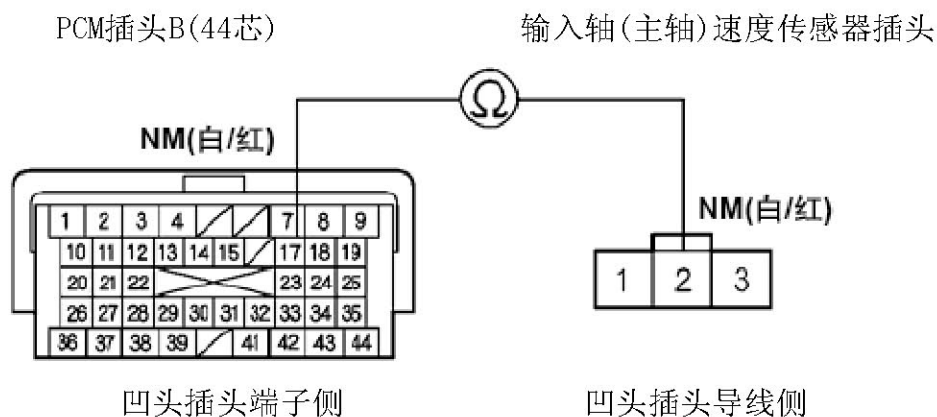 PCM插头B(44芯) 输入轴(主轴)速度传感器插头
Ω
NM(白/红)
NM(白/红)
1 2 3 4 7 8 9
10 11 12 13 14 15 17 18 19
20 21 22 23 24 25
26 27 28 29 30 31 32 33 34 35
36 37 38 39 41 42 43 44
1 2 3
凹头插头端子侧 凹头插头导线侧